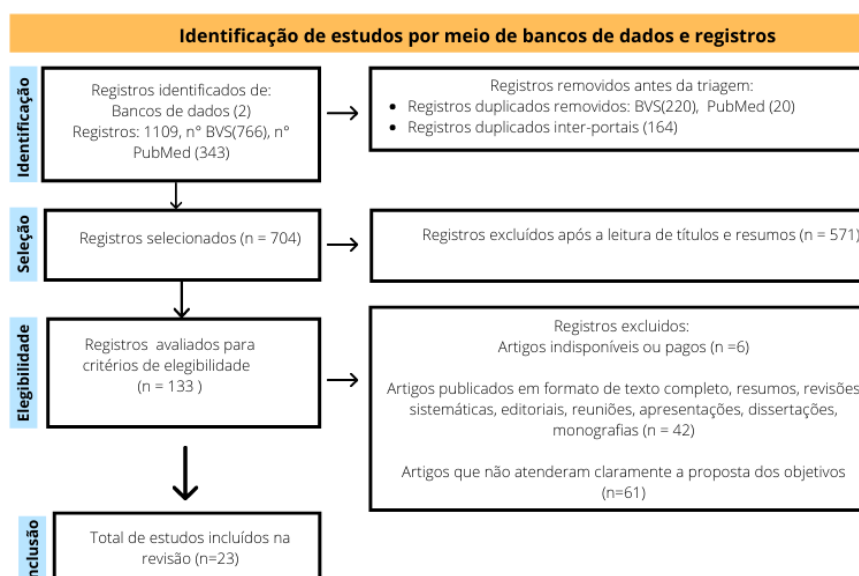 Identificação de estudos por meio de bancos de dados e registros
Identificação
Registros identificados de:
Bancos de dados (2)
Registros: 1109, n° BVS(766), n°
PubMed (343)
Registros removidos antes da triagem:
• Registros duplicados removidos: BVS(220), PubMed (20)
• Registros duplicados inter-portais (164)
Seleção
Registros selecionados (n = 704)
Registros excluídos após a leitura de títulos e resumos (n = 571)
Elegibilidade
Registros avaliados para
critérios de elegibilidade
(n = 133 )
Registros excluidos:
Artigos indisponíveis ou pagos (n =6)
Artigos publicados em formato de texto completo, resumos, revisões
sistemáticas, editoriais, reuniões, apresentações, dissertações,
monografias (n = 42)
Artigos que não atenderam claramente a proposta dos objetivos
(n=61)
nclusão
Total de estudos incluídos na
revisão (n=23)